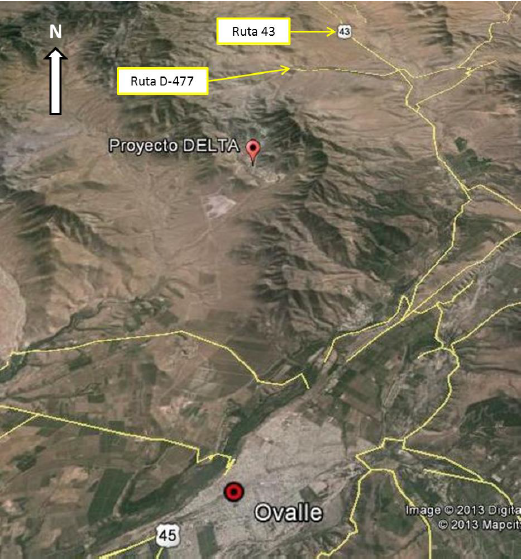 Ruta 43
N
43
Ruta D-477
Proyecto DELTA
Ovalle
Image © 2013 Digita
© 2013 Mapcit
45